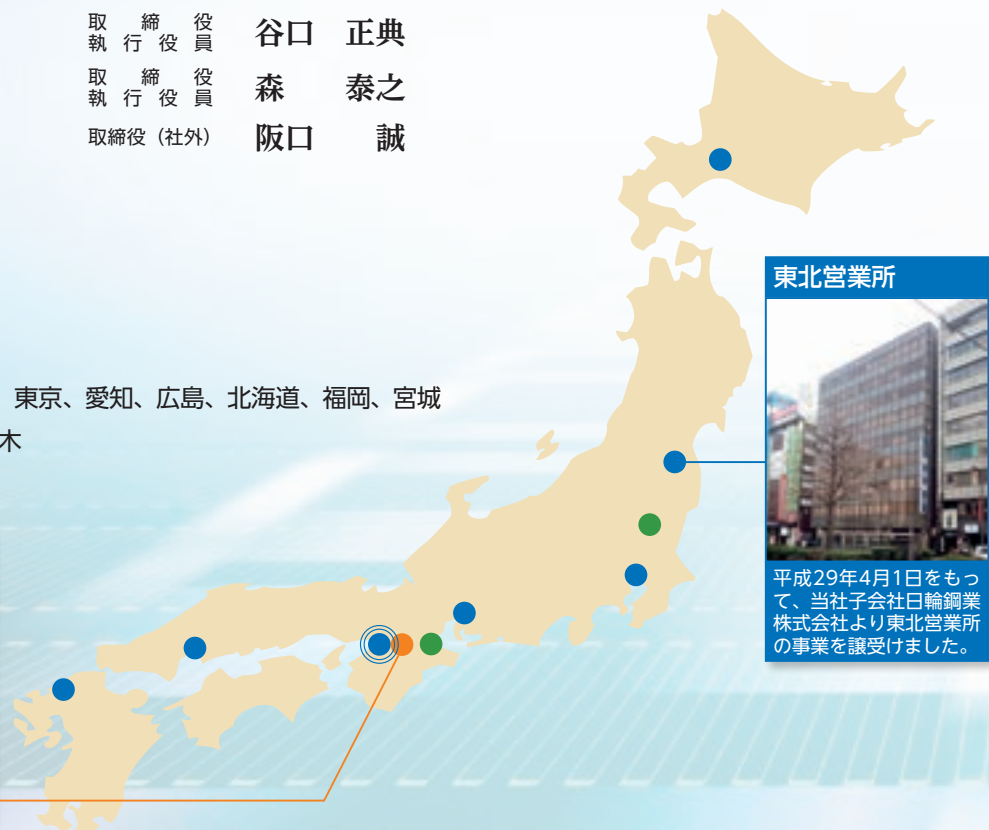 取締役
執行役員 谷口 正典
取締役
執行役員 森 泰之
取締役（社外） 阪口 誠
東京、愛知、広島、北海道、福岡、宮城
木
東北営業所
平成29年4月1日をもっ
て、当社子会社日輪鋼業
株式会社より東北営業所
の事業を譲受けました。